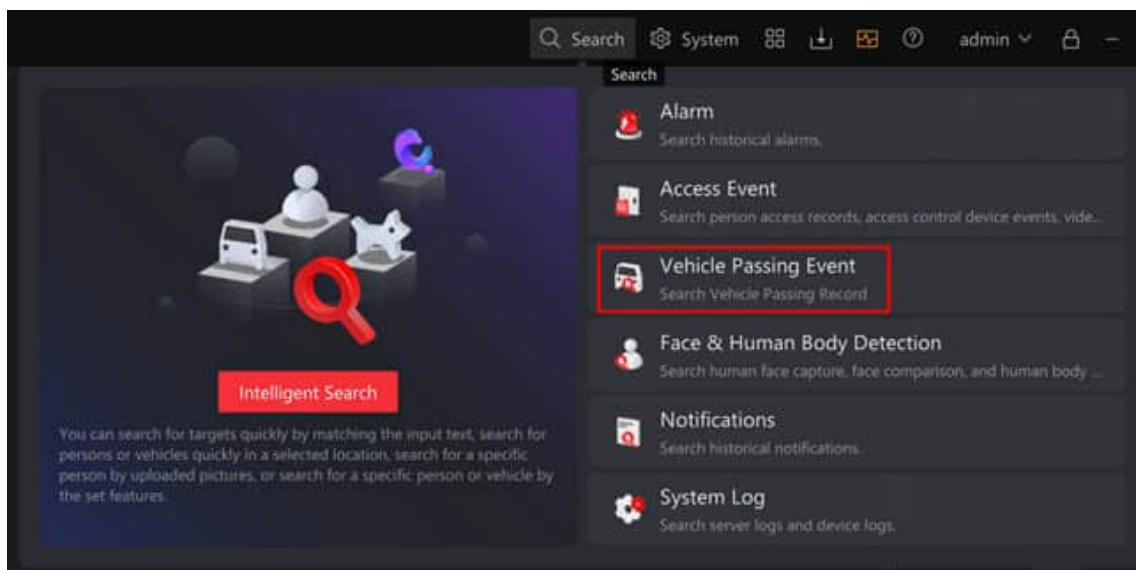 Search System admin
Search
Alarm
Search historical alarms.
Access Event
Search person access records, access control device events, vide...
Vehicle Passing Event
Search Vehicle Passing Record
Face & Human Body Detection
Search human face capture, face comparison, and human body ...
Notifications
Search historical notifications.
System Log
Search server logs and device logs.
Intelligent Search
You can search for targets quickly by matching the input text, search for
persons or vehicles quickly in a selected location, search for a specific
person by uploaded pictures, or search for a specific person or vehicle by
the set features.